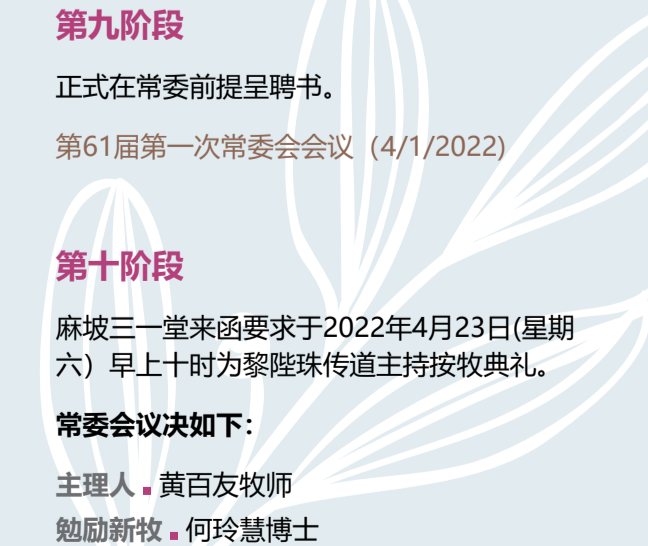 第九阶段
正式在常委前提呈聘书。
第61届第一次常委会会议（4/1/2022)
第十阶段
麻坡三一堂来函要求于2022年4月23日(星期
六）早上十时为黎陛珠传道主持按牧典礼。
常委会议决如下：
主理人 ▪ 黄百友牧师
勉励新牧 ▪ 何玲慧博士